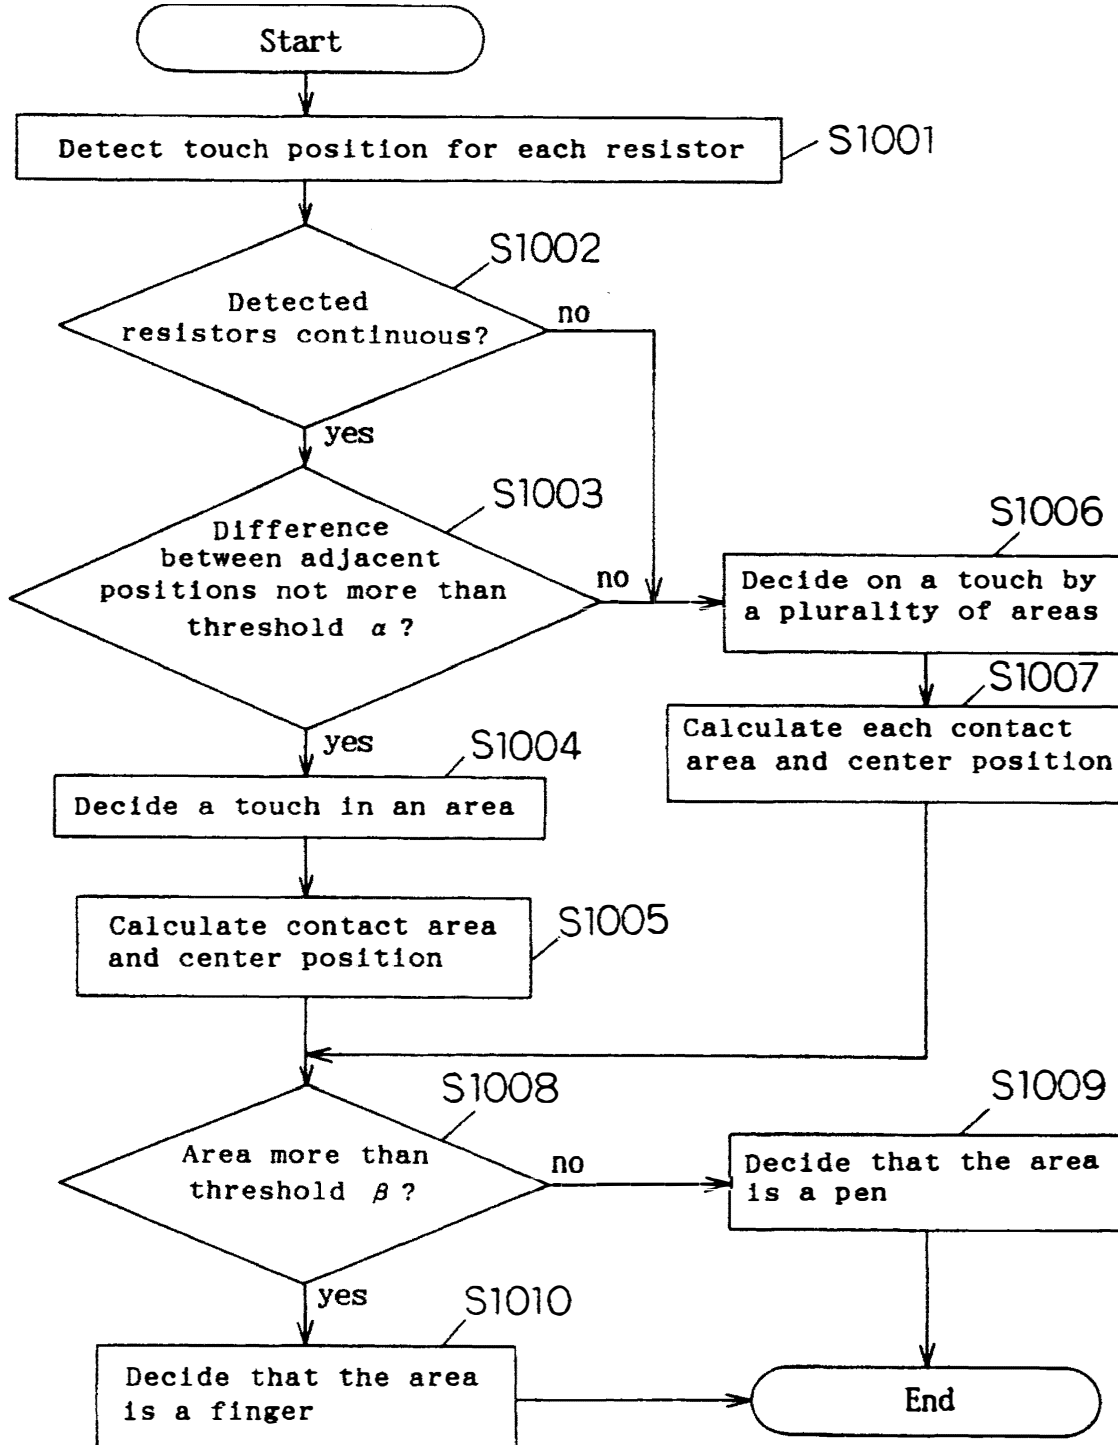 Start
Detect touch position for each resistor
S1001
S1002
Detected
resistors continuous?
no
yes
S1003
Difference
between adjacent
positions not more than
threshold α ?
no
S1006
Decide on a touch by
a plurality of areas
S1007
Calculate each contact
area and center position
yes
S1004
Decide a touch in an area
S1005
Calculate contact area
and center position
S1008
Area more than
threshold β ?
no
S1009
Decide that the area
is a pen
yes
S1010
Decide that the area
is a finger
End